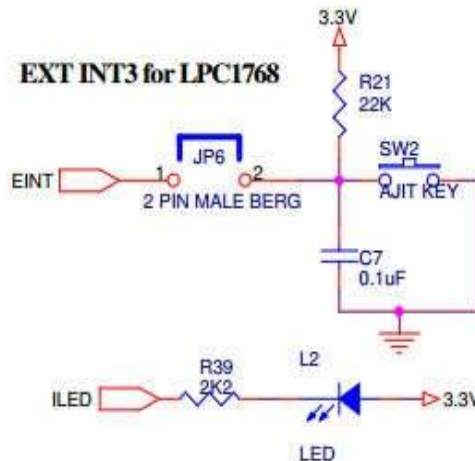 3.3V
EXT INT3 for LPC1768
R21
22K
SW2
JP6
EINT
1
2
2 PIN MALE BERG
AJIT KEY
C7
0.1uF
R39
2K2
L2
ILED
3.3V
LED